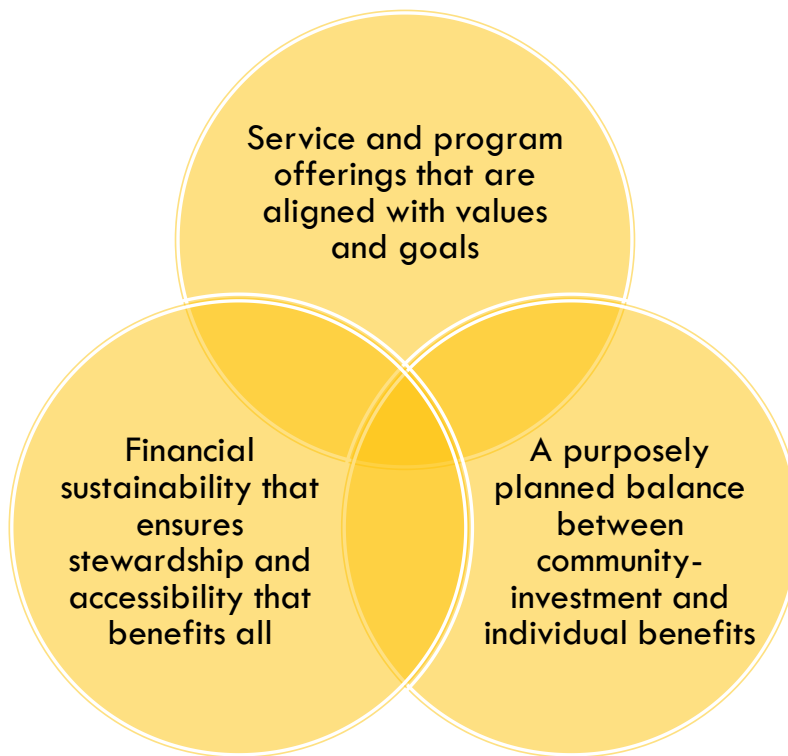 Service and program
offerings that are
aligned with values
and goals
Financial
sustainability that
ensures
stewardship and
accessibility that
benefits all
A purposely
planned balance
between
community-
investment and
individual benefits